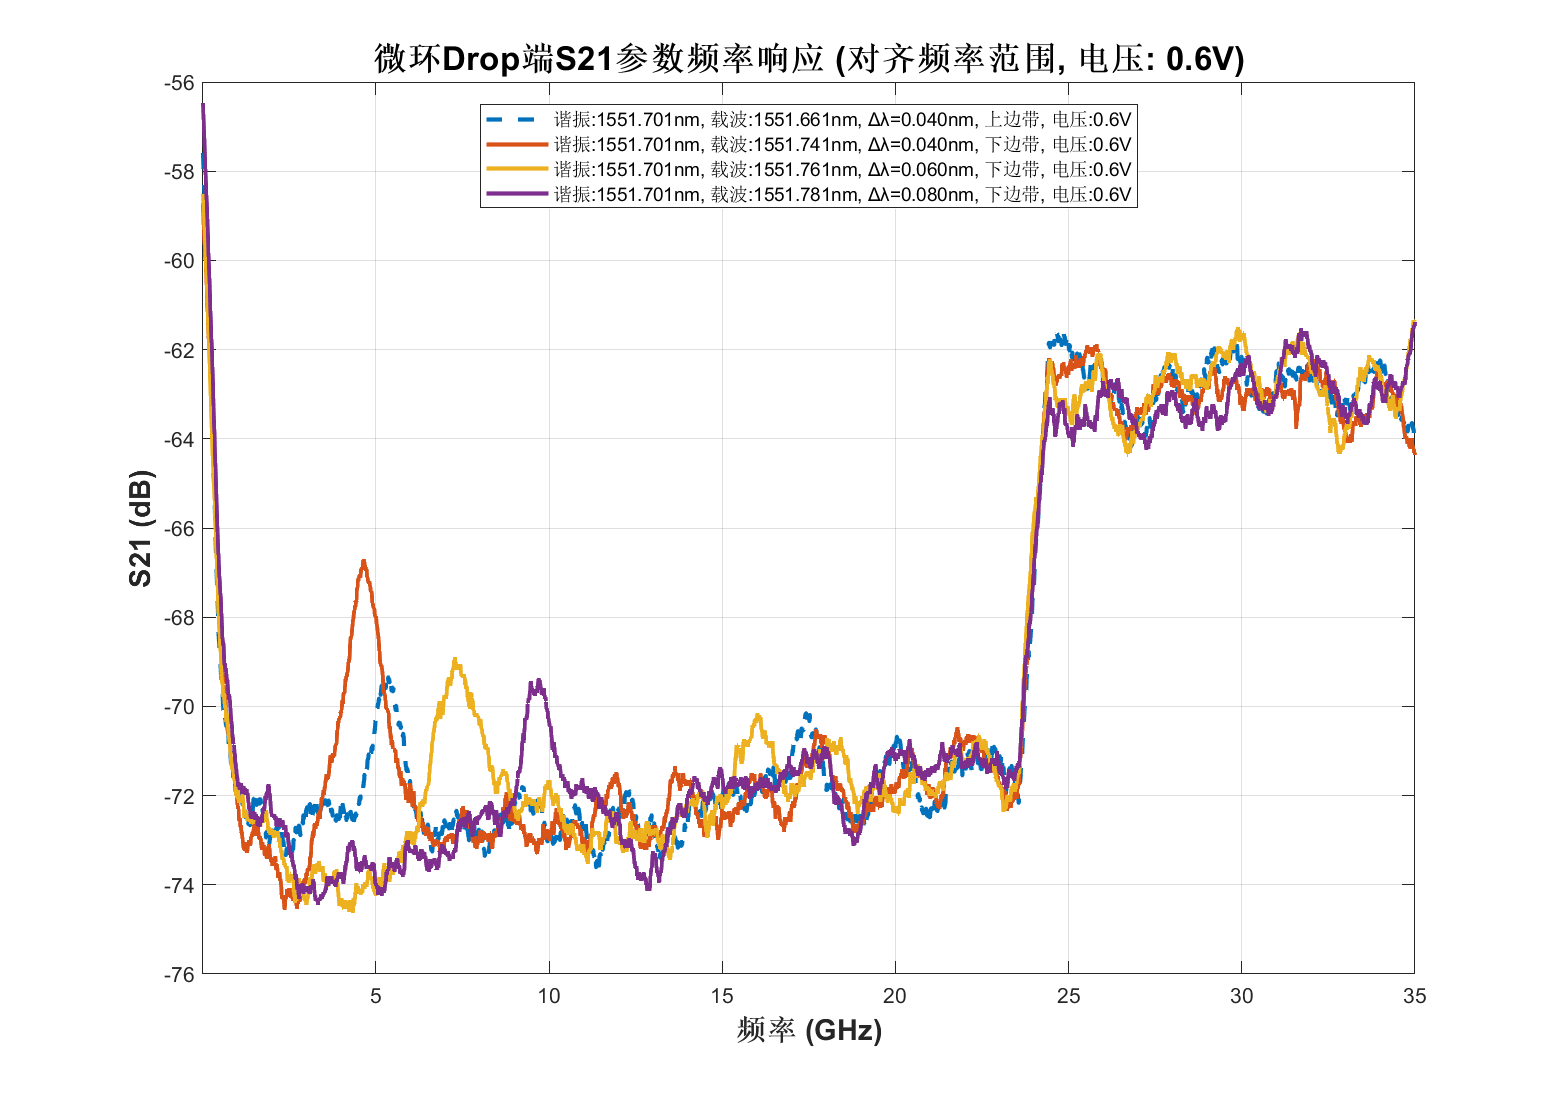 微环Drop端S21参数频率响应 (对齐频率范围, 电压: 0.6V)
谐振:1551.701nm, 载波:1551.661nm, Δλ=0.040nm, 上边带, 电压:0.6V
谐振:1551.701nm, 载波:1551.741nm, Δλ=0.040nm, 下边带, 电压:0.6V
谐振:1551.701nm, 载波:1551.761nm, Δλ=0.060nm, 下边带, 电压:0.6V
谐振:1551.701nm, 载波:1551.781nm, Δλ=0.080nm, 下边带, 电压:0.6V
S21 (dB)
-56
-58
-60
-62
-64
-66
-68
-70
-72
-74
-76
5 10 15 20 25 30 35
频率 (GHz)